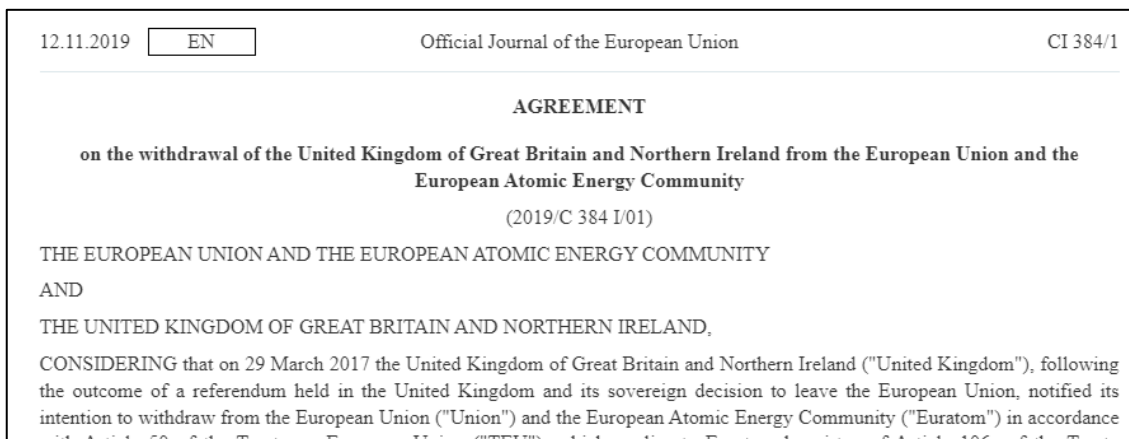 12.11.2019 EN Official Journal of the European Union CI 384/1
AGREEMENT
on the withdrawal of the United Kingdom of Great Britain and Northern Ireland from the European Union and the
European Atomic Energy Community
(2019/C 384 I/01)
THE EUROPEAN UNION AND THE EUROPEAN ATOMIC ENERGY COMMUNITY
AND
THE UNITED KINGDOM OF GREAT BRITAIN AND NORTHERN IRELAND,
CONSIDERING that on 29 March 2017 the United Kingdom of Great Britain and Northern Ireland ("United Kingdom"), following
the outcome of a referendum held in the United Kingdom and its sovereign decision to leave the European Union, notified its
intention to withdraw from the European Union ("Union") and the European Atomic Energy Community ("Euratom") in accordance